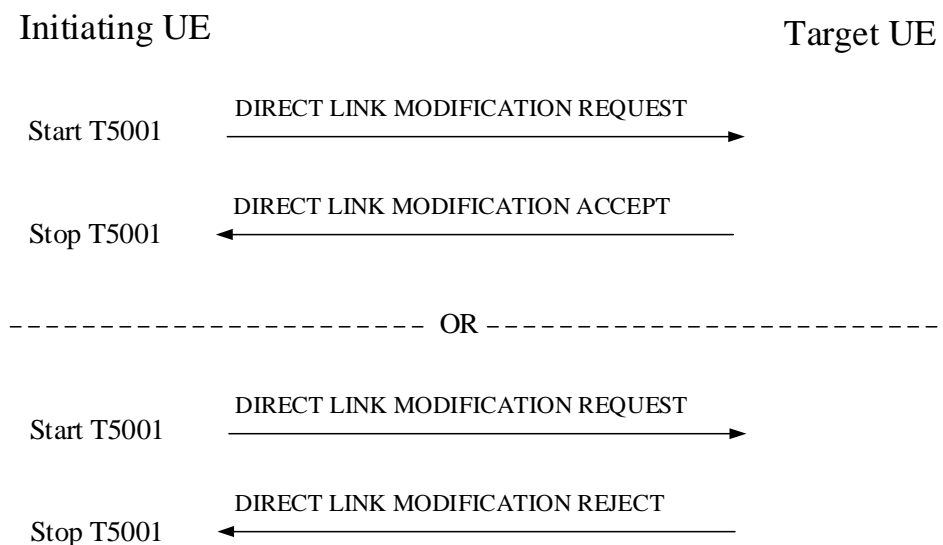 Initiating UE
Target UE
DIRECT LINK MODIFICATION REQUEST
Start T5001
DIRECT LINK MODIFICATION ACCEPT
Stop T5001
OR
DIRECT LINK MODIFICATION REQUEST
Start T5001
DIRECT LINK MODIFICATION REJECT
Stop T5001